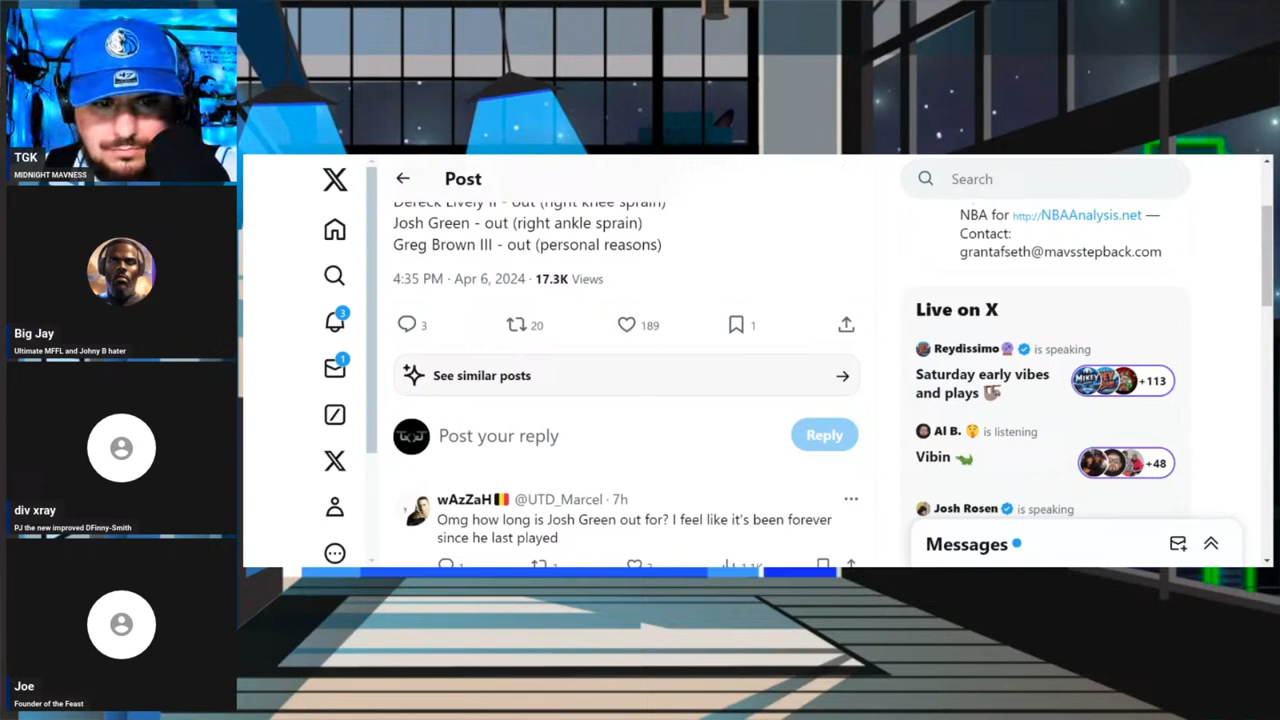 TGK
MIDNIGHT MAVNESS
Big Jay
Ultimate MFFL and Johny B hater
div xray
PJ the new improved DFinny-Smith
Joe
Founder of the Feast
47
3
1
Post
Dereck Lively II - out (right knee sprain)
Josh Green - out (right ankle sprain)
Greg Brown III - out (personal reasons)
4:35 PM · Apr 6, 2024 · 17.3K Views
3 20 189 1
See similar posts
Post your reply
Reply
wAzZaH @UTD_Marcel · 7h
Omg how long is Josh Green out for? I feel like it's been forever
since he last played
Search
NBA for http://NBAAnalysis.net —
Contact:
grantafseth@mavsstepback.com
Live on X
Reydissimo is speaking
Saturday early vibes
and plays
+113
Al B. is listening
Vibin
+48
Josh Rosen is speaking
Messages